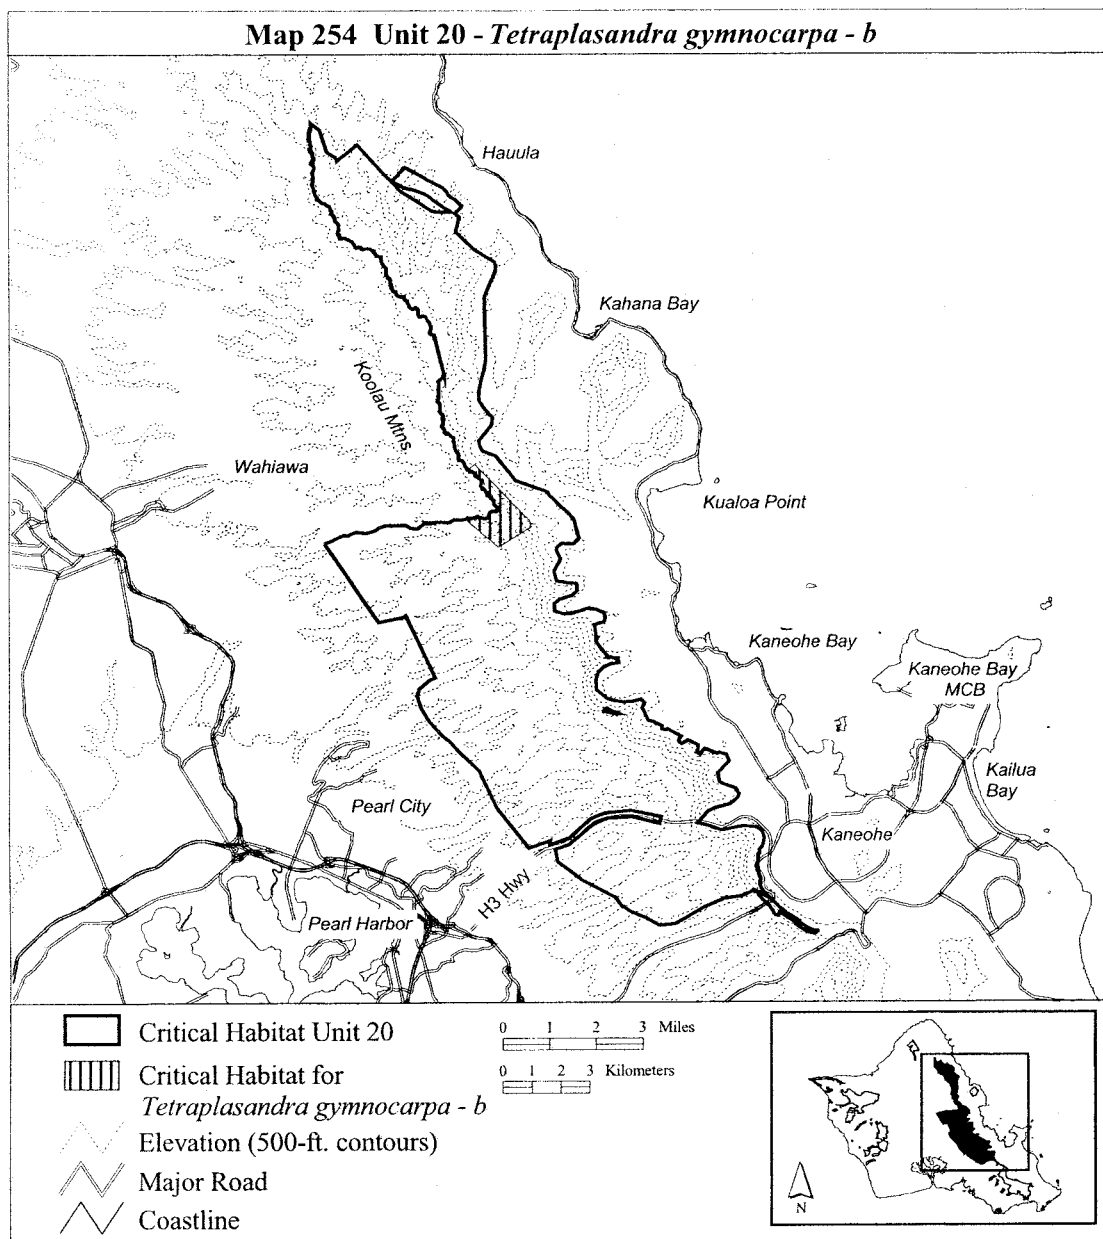 Map 254 Unit 20 - Tetraplasandra gymnocarpa - b
Hauula
Kahana Bay
Koolau Mtns
Wahiawa
Kualoa Point
Kaneohe Bay
Kaneohe Bay
MCB
Kailua
Bay
Pearl City
Kaneohe
H3 Hwy
Pearl Harbor
Critical Habitat Unit 20
Critical Habitat for
Tetraplasandra gymnocarpa - b
Elevation (500-ft. contours)
Major Road
Coastline
0 1 2 3 Miles
0 1 2 3 Kilometers
N